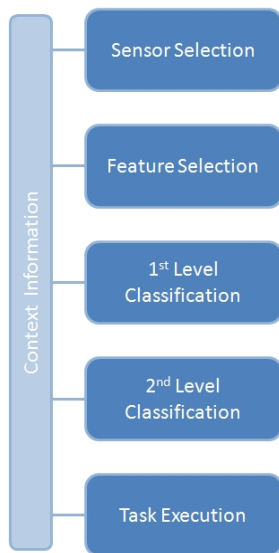 Context Information
Sensor Selection
Feature Selection
1st Level
Classification
2nd Level
Classification
Task Execution